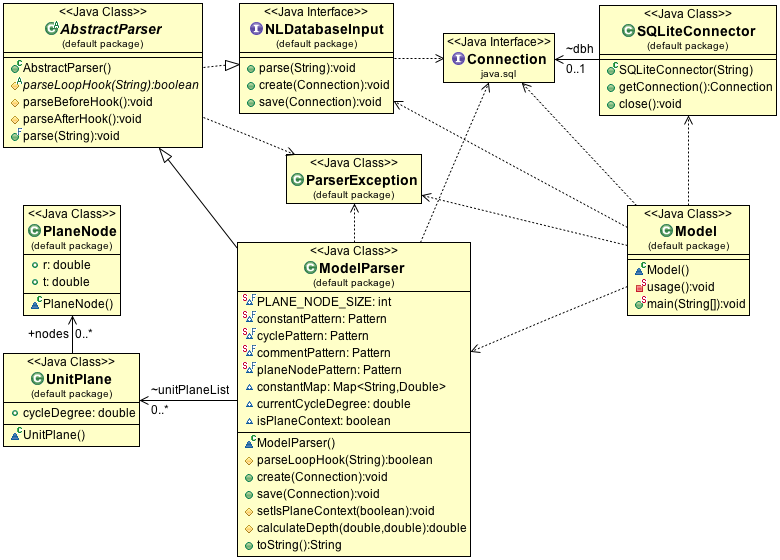 <<Java Class>>
AbstractParser
(default package)
AbstractParser()
parseLoopHook(String):boolean
parseBeforeHook():void
parseAfterHook():void
parse(String):void
<<Java Interface>>
NLDatabaseInput
(default package)
parse(String):void
create(Connection):void
save(Connection):void
<<Java Interface>>
Connection
java.sql
~dbh
0..1
<<Java Class>>
SQLiteConnector
(default package)
SQLiteConnector(String)
getConnection():Connection
close():void
<<Java Class>>
ParserException
(default package)
<<Java Class>>
PlaneNode
(default package)
r: double
t: double
PlaneNode()
+nodes 0..*
<<Java Class>>
UnitPlane
(default package)
cycleDegree: double
UnitPlane()
~unitPlaneList
0..*
<<Java Class>>
ModelParser
(default package)
PLANE_NODE_SIZE: int
constantPattern: Pattern
cyclePattern: Pattern
commentPattern: Pattern
planeNodePattern: Pattern
constantMap: Map<String,Double>
currentCycleDegree: double
isPlaneContext: boolean
ModelParser()
parseLoopHook(String):boolean
create(Connection):void
save(Connection):void
setIsPlaneContext(boolean):void
calculateDepth(double,double):double
toString():String
<<Java Class>>
Model
(default package)
Model()
usage():void
main(String[]):void